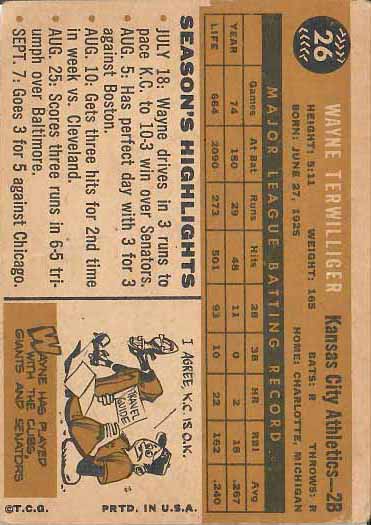 26
WAYNE TERWILLIGER
Kansas City Athletics—2B
HEIGHT: 5:11 WEIGHT: 165 BATS: R THROWS: R
BORN: JUNE 27, 1925 HOME: CHARLOTTE, MICHIGAN
MAJOR LEAGUE BATTING RECORD...
Games At Bat Runs Hits 2B 3B HR RBI Avg
YEAR 74 180 29 48 11 0 2 18 .267
LIFE 664 2090 273 501 93 10 22 162 .240
SEASON'S HIGHLIGHTS
JULY 18: Wayne drives in 3 runs to
pace K.C. to 10-3 win over Senators.
AUG. 5: Has perfect day with 3 for 3
against Boston.
AUG. 10: Gets three hits for 2nd time
in week vs. Cleveland.
AUG. 25: Scores three runs in 6-5 tri-
umph over Baltimore.
SEPT. 7: Goes 3 for 5 against Chicago.
I AGREE, K.C. IS O.K.
TRAVEL
GUIDE
WAYNE HAS PLAYED
WITH THE CUBS,
GIANTS AND SENATORS
©T.C.G. PRTD. IN U.S.A.